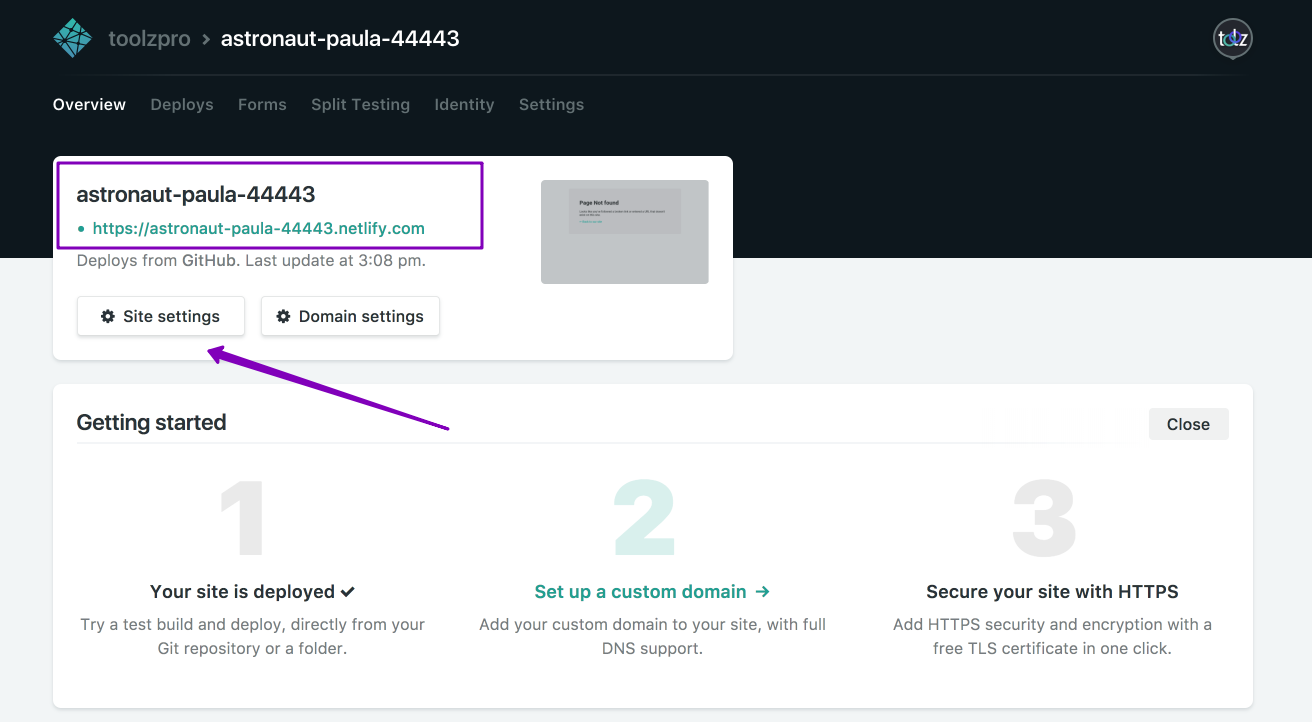 toolzpro > astronaut-paula-44443
tolz
Overview Deploys Forms Split Testing Identity Settings
astronaut-paula-44443
• https://astronaut-paula-44443.netlify.com
Deploys from GitHub. Last update at 3:08 pm.
Page Not found
Site settings
Domain settings
Getting started
Close
1
Your site is deployed ✔
Try a test build and deploy, directly from your
Git repository or a folder.
2
Set up a custom domain →
Add your custom domain to your site, with full
DNS support.
3
Secure your site with HTTPS
Add HTTPS security and encryption with a
free TLS certificate in one click.